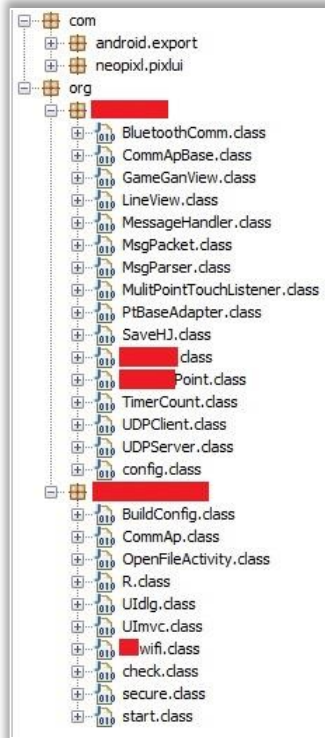 com
android.export
neopixl.pixlui
org
BluetoothComm.class
CommApBase.class
GameGanView.class
LineView.class
MessageHandler.class
MsgPacket.class
MsgParser.class
MulitPointTouchListener.class
PtBaseAdapter.class
SaveHJ.class
class
Point.class
TimerCount.class
UDPClient.class
UDPServer.class
config.class
BuildConfig.class
CommAp.class
OpenFileActivity.class
R.class
UIdlg.class
UImvc.class
wifi.class
check.class
secure.class
start.class